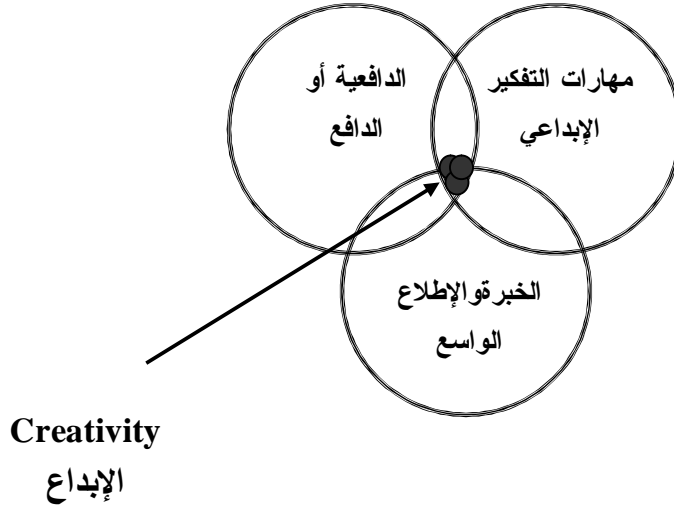 مهارات التفكير
الإبداعي
الدافعية أو
الدافع
الخبرةوالإطلاع
الواسع
Creativity
الإبداع